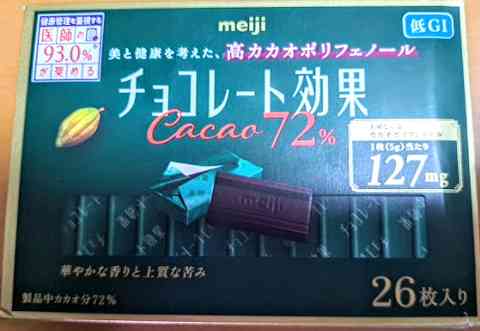 meiji
低GI
健康管理を重視する
医師の
93.0%
が奨める
美と健康を考えた、高カカオポリフェノール
チョコレート効果
Cacao 72%
1枚(5g)当たり
127mg
meiji
華やかな香りと上質な苦み
製品中カカオ分72%
26枚入り